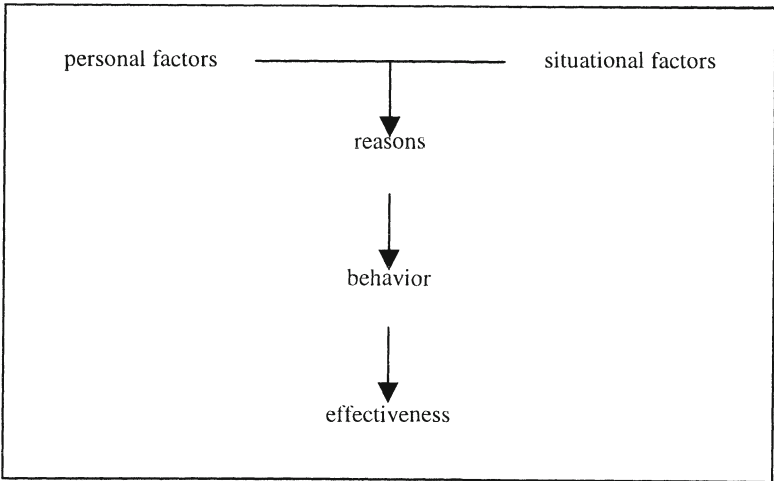 personal factors
situational factors
reasons
behavior
effectiveness